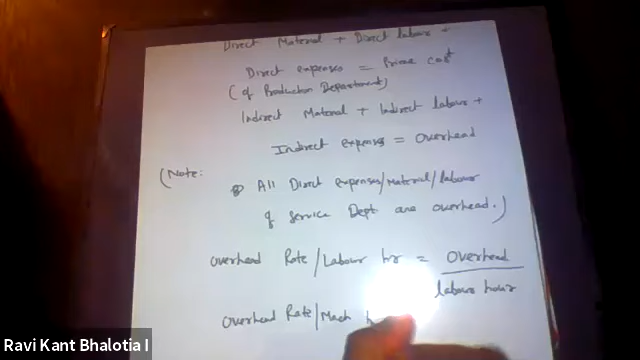 Direct Material + Direct labour +
Direct expenses = Prime cost
(of Production Department)
Indirect Material + Indirect labour +
Indirect expenses = Overhead
(Note:
All Direct expenses/Material/labour
of Service Dept are overhead.)
Overhead Rate/Labour hr = Overhead
labour hour
Overhead Rate/Mach h
Ravi Kant Bhalotia I